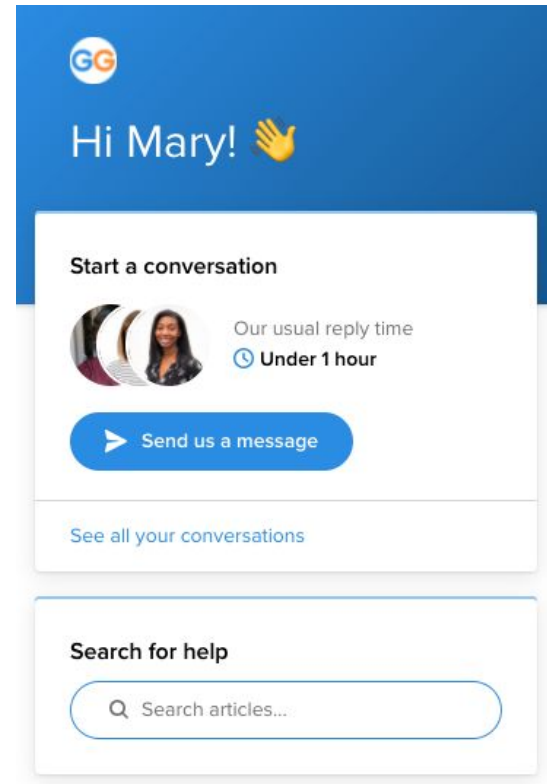 GG
Hi Mary! 👋
Start a conversation
Our usual reply time
Under 1 hour
Send us a message
See all your conversations
Search for help
Search articles...